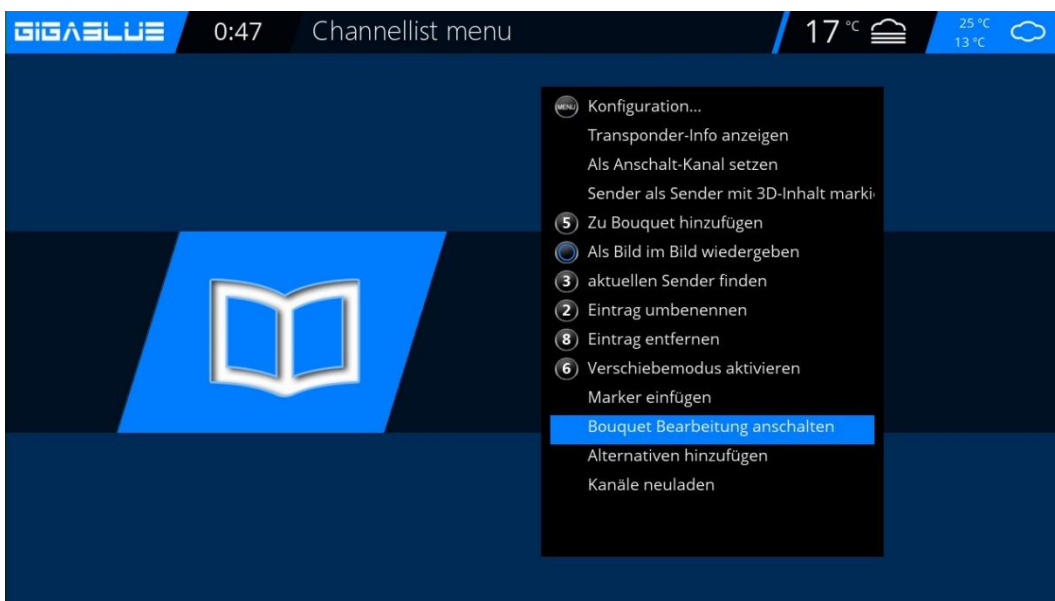 GIGABLUE 0:47 Channellist menu 17 °C 25 °C
13 °C
MENU Konfiguration...
Transponder-Info anzeigen
Als Anschalt-Kanal setzen
Sender als Sender mit 3D-Inhalt marki
5 Zu Bouquet hinzufügen
Als Bild im Bild wiedergeben
3 aktuellen Sender finden
2 Eintrag umbenennen
8 Eintrag entfernen
6 Verschiebemodus aktivieren
Marker einfügen
Bouquet Bearbeitung anschalten
Alternativen hinzufügen
Kanäle neuladen